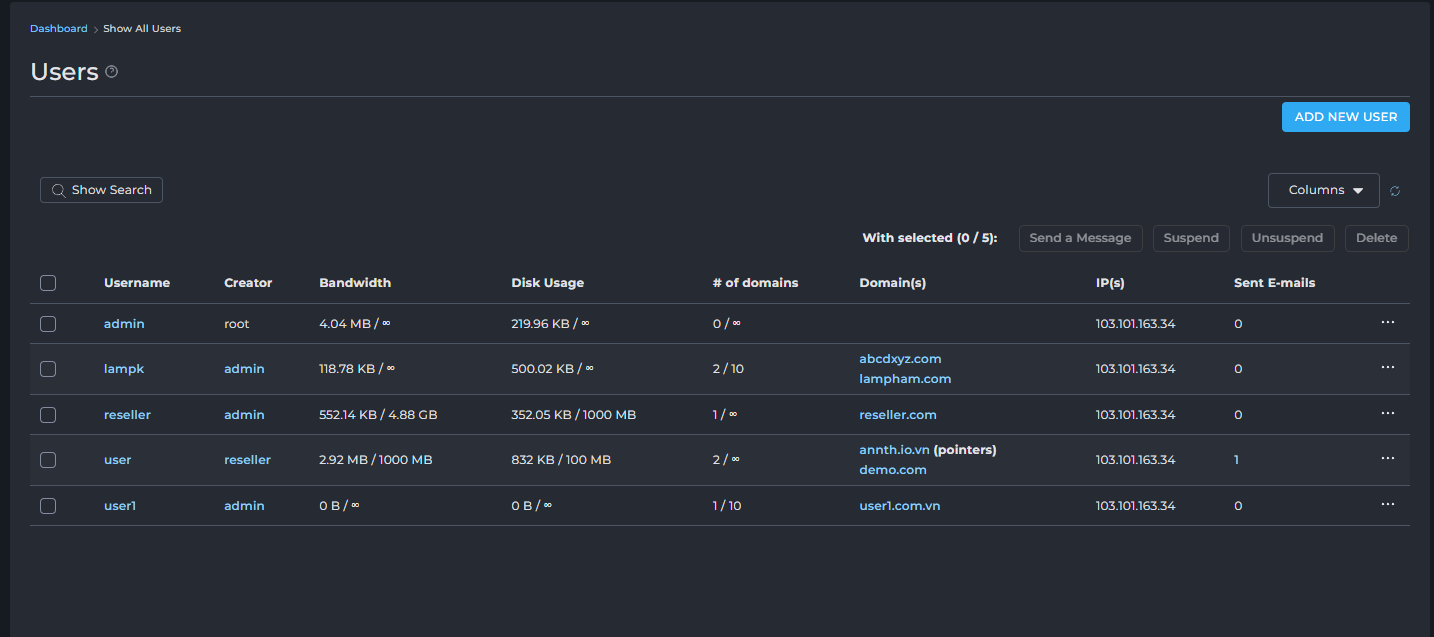 Dashboard > Show All Users
Users
ADD NEW USER
Show Search
Columns
With selected (0 / 5): Send a Message Suspend Unsuspend Delete
Username Creator Bandwidth Disk Usage # of domains Domain(s) IP(s) Sent E-mails
admin root 4.04 MB / ∞ 219.96 KB / ∞ 0 / ∞ 103.101.163.34 0 ...
lampk admin 118.78 KB / ∞ 500.02 KB / ∞ 2 / 10 abcdxyz.com 103.101.163.34 0 ...
lampham.com
reseller admin 552.14 KB / 4.88 GB 352.05 KB / 1000 MB 1 / ∞ reseller.com 103.101.163.34 0 ...
user reseller 2.92 MB / 1000 MB 832 KB / 100 MB 2 / ∞ annth.io.vn (pointers) 103.101.163.34 1 ...
demo.com
user1 admin 0 B / ∞ 0 B / ∞ 1 / 10 user1.com.vn 103.101.163.34 0 ...